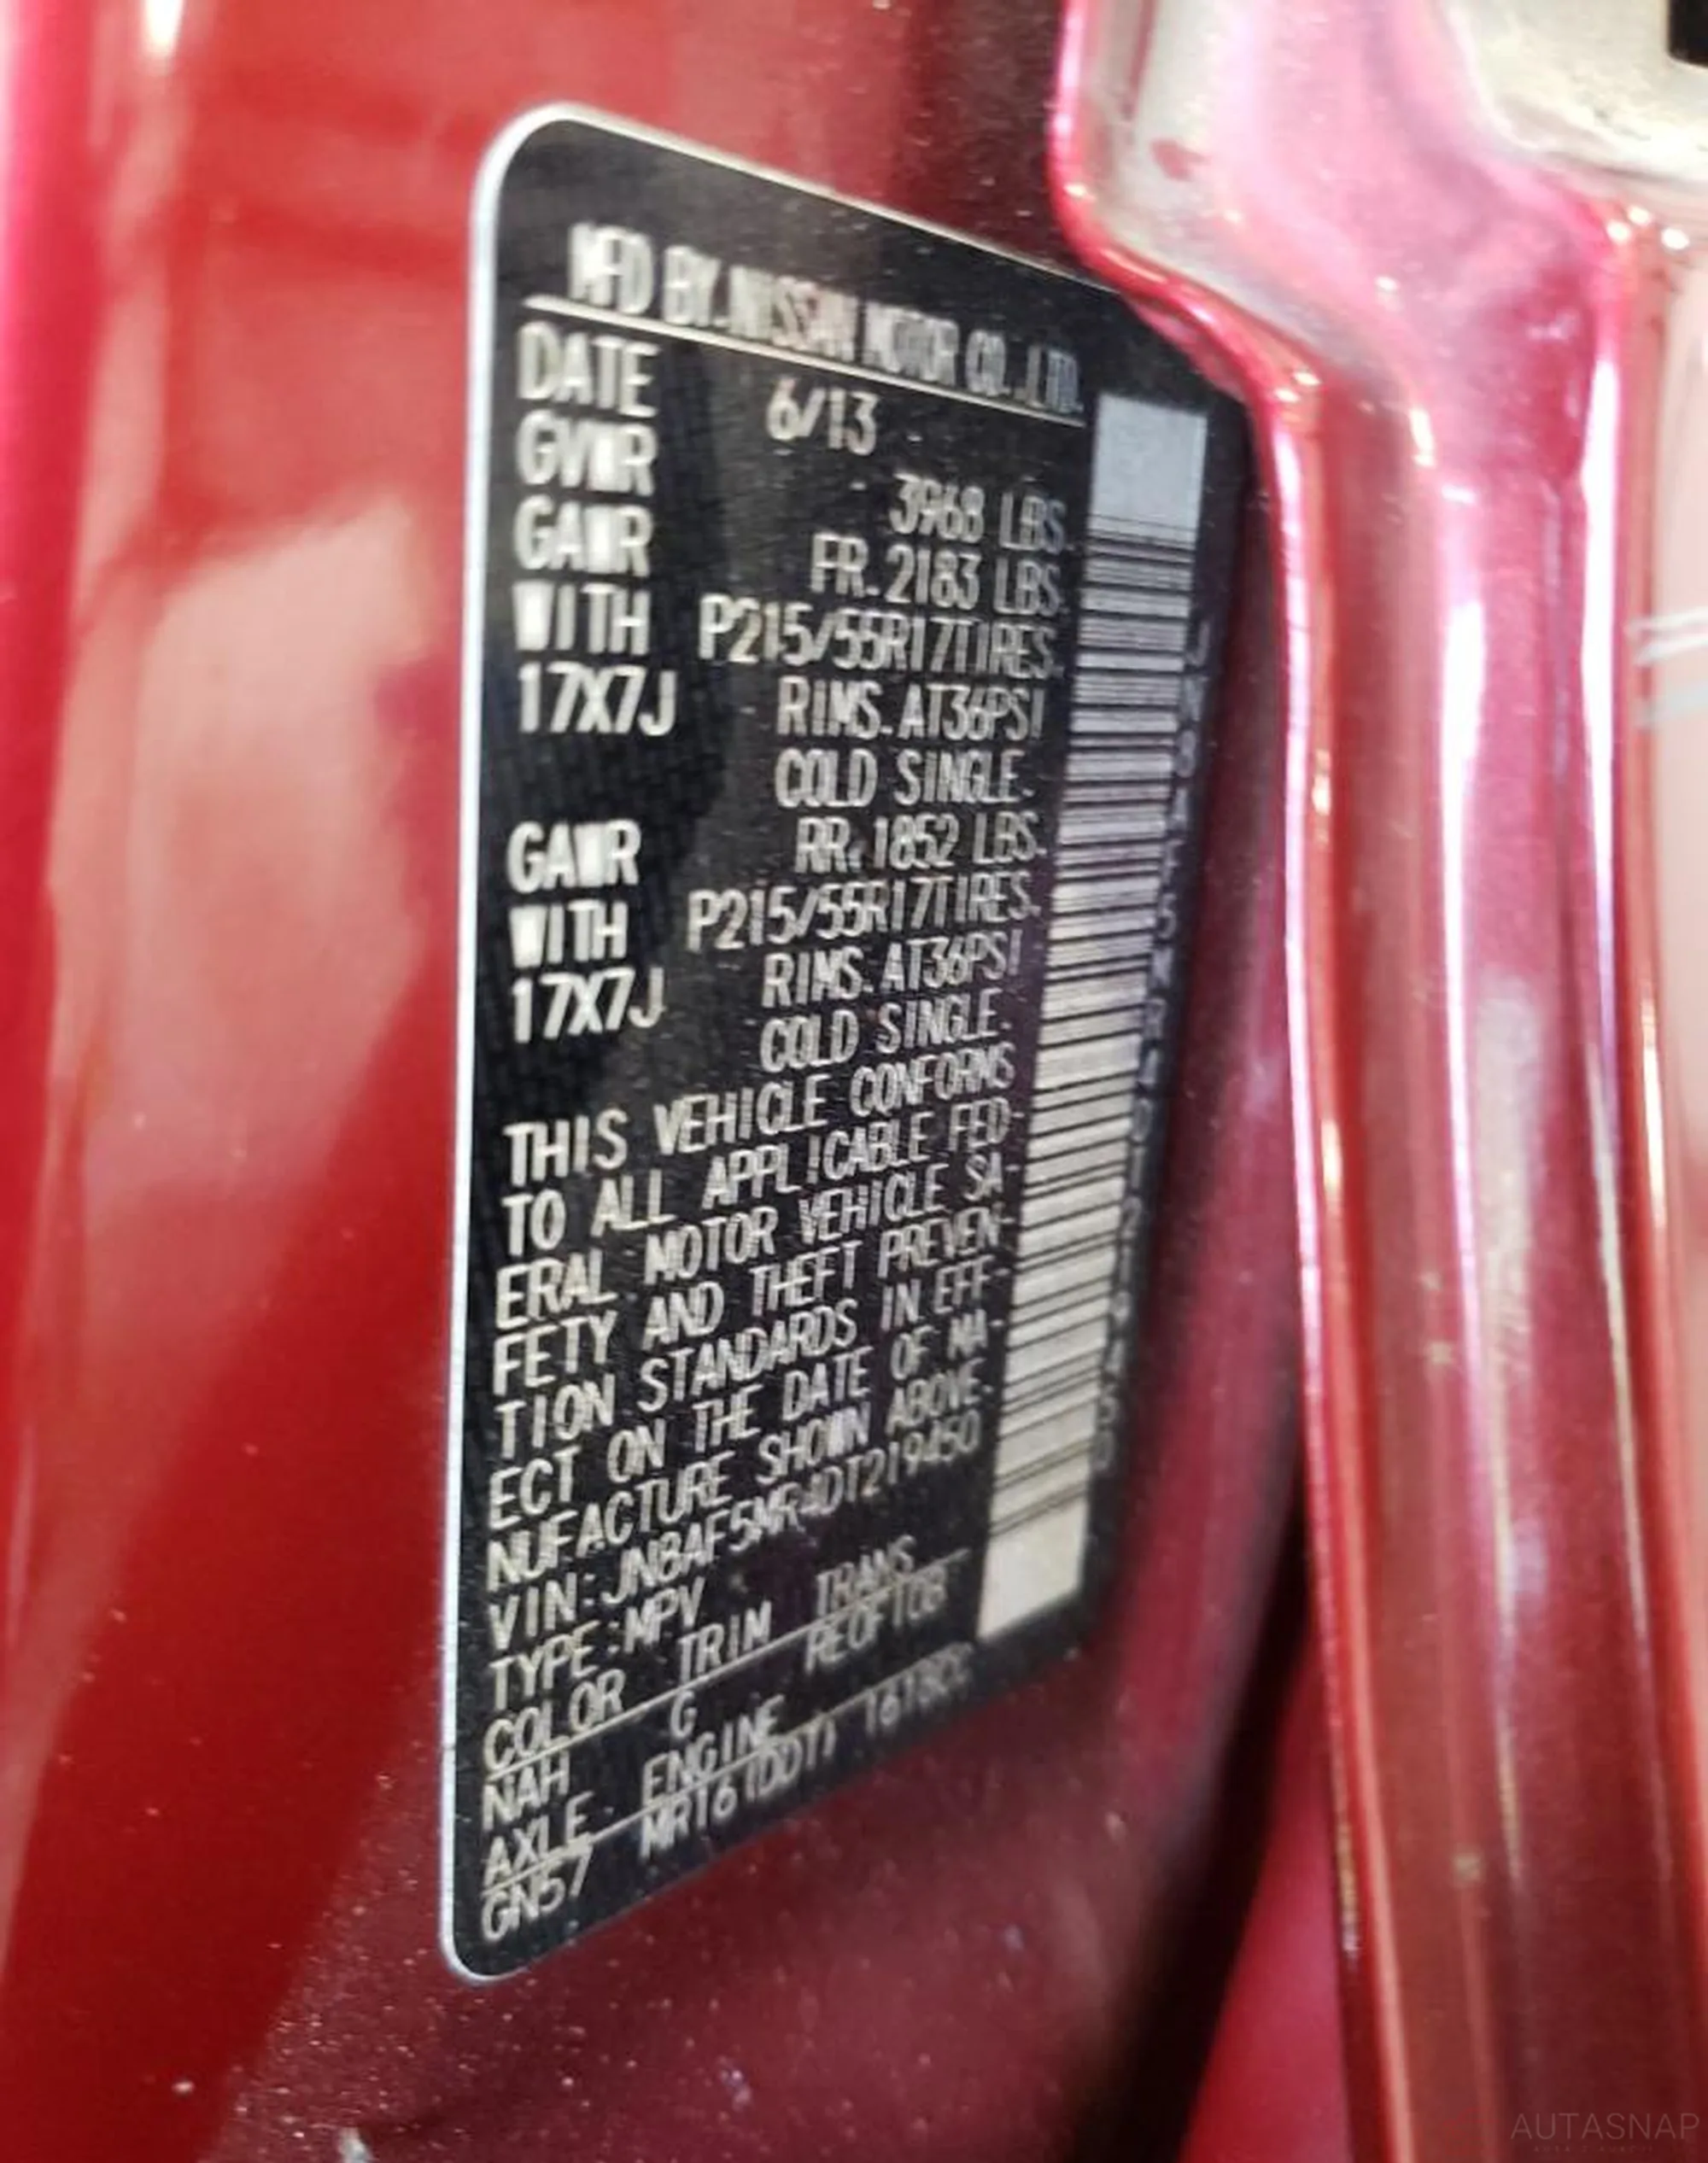 MFD BY.NISSAN MOTOR CO.,LTD.
DATE 6/13
GVWR 3968 LBS.
GAWR FR.2183 LBS.
WITH P215/55R17TIRES.
17X7J RIMS.AT36PSI
COLD SINGLE.
GAWR RR.1852 LBS.
WITH P215/55R17TIRES.
17X7J RIMS.AT36PSI
COLD SINGLE.
THIS VEHICLE CONFORMS
TO ALL APPLICABLE FED-
ERAL MOTOR VEHICLE SA-
FETY AND THEFT PREVEN-
TION STANDARDS IN EFF-
ECT ON THE DATE OF MA-
NUFACTURE SHOWN ABOVE.
VIN:JN8AF5MR4DT219450
TYPE:MPV
COLOR TRIM TRANS
NAH G RE0F10B
AXLE ENGINE
GN57 MR16(DDT) 1618CC
AUTASNAP